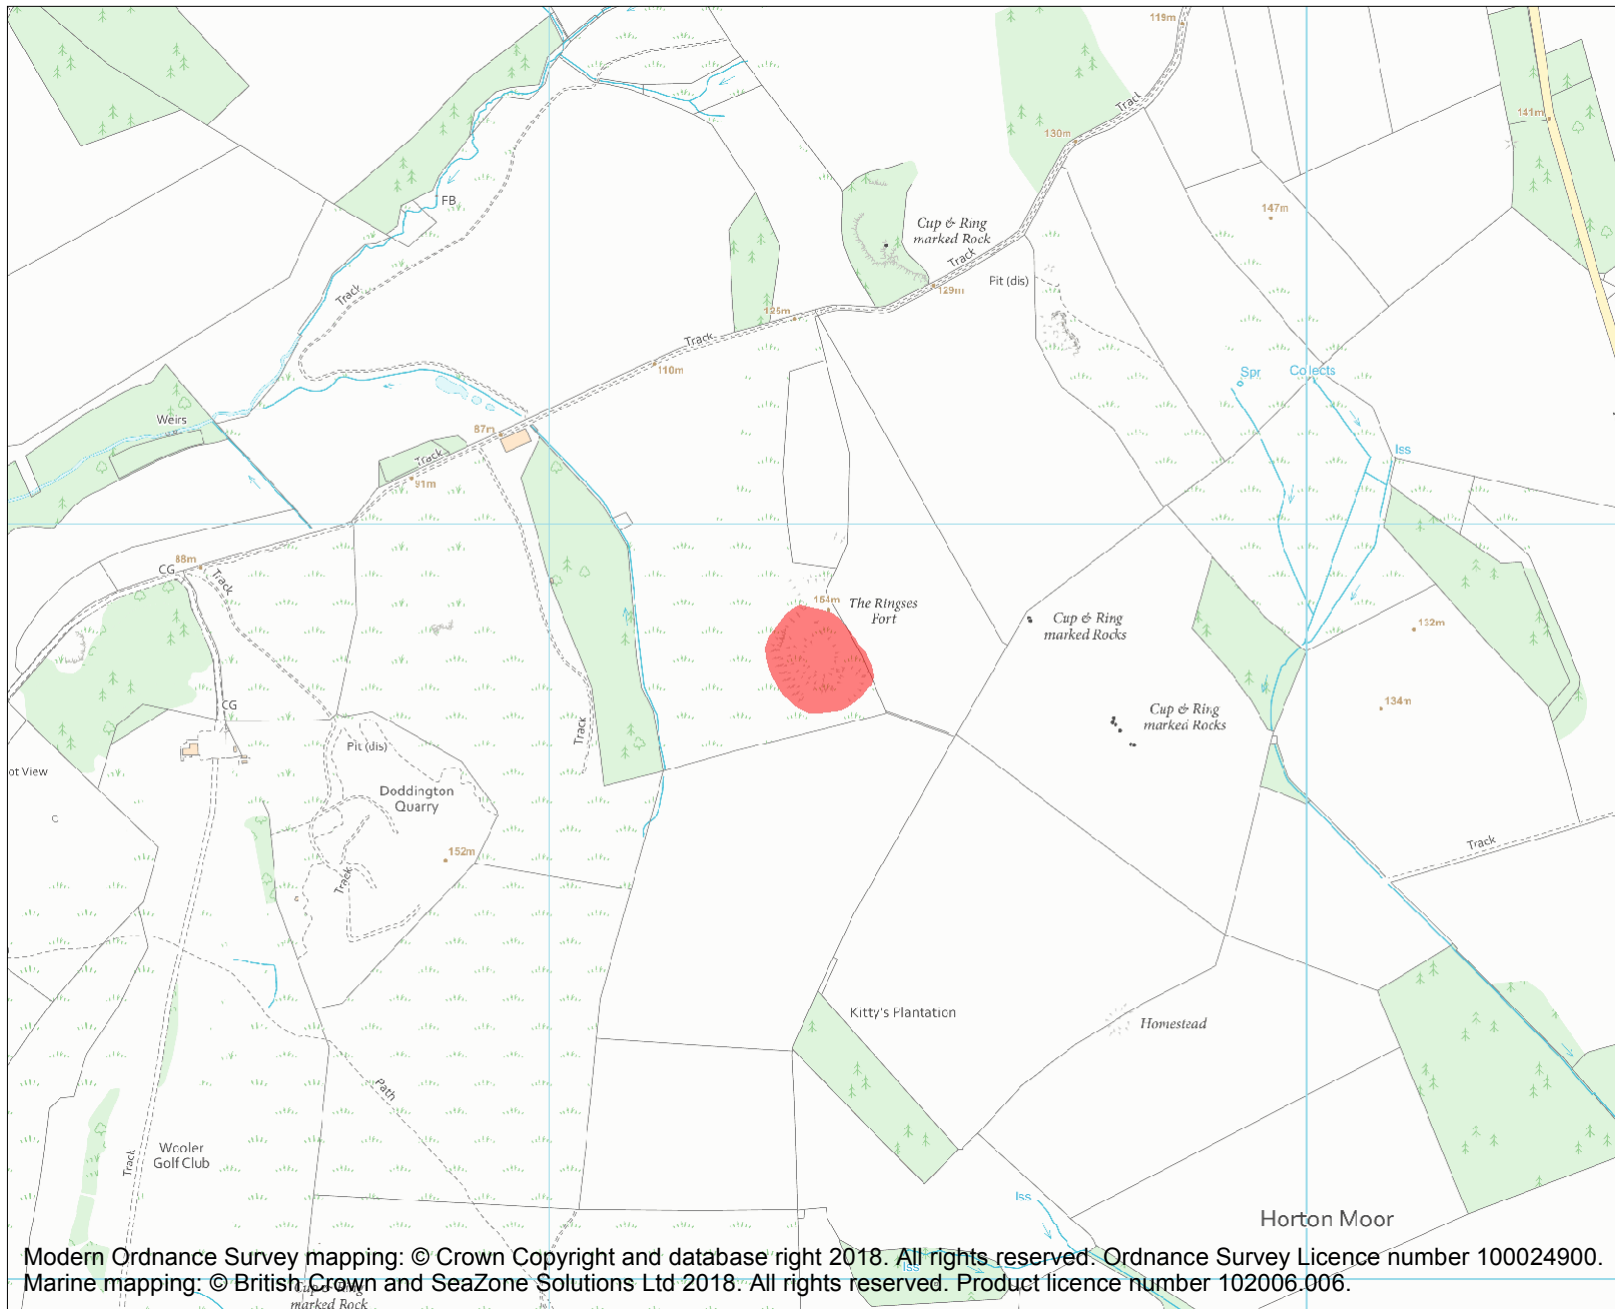 119m
141m
Track
130m
FB
147m
Cup & Ring
marked Rock
Track
Pit (dis)
129m
Track
125m
Track
110m
Spr
Collects
Weirs
87m
Iss
Track
91m
88m
CG
Track
154m
The Ringses
Fort
Cup & Ring
marked Rocks
132m
CG
134m
Cup & Ring
marked Rocks
Track
Pit (dis)
ot View
Doddington
Quarry
C
Track
152m
Track
Kitty's Plantation
Homestead
Path
Wooler
Golf Club
Track
Iss
Horton Moor
Modern Ordnance Survey mapping: © Crown Copyright and database right 2018. All rights reserved. Ordnance Survey Licence number 100024900.
Iss
Marine mapping: © British Crown and SeaZone Solutions Ltd 2018. All rights reserved. Product licence number 102006.006.
Cup & Ring
marked Rock